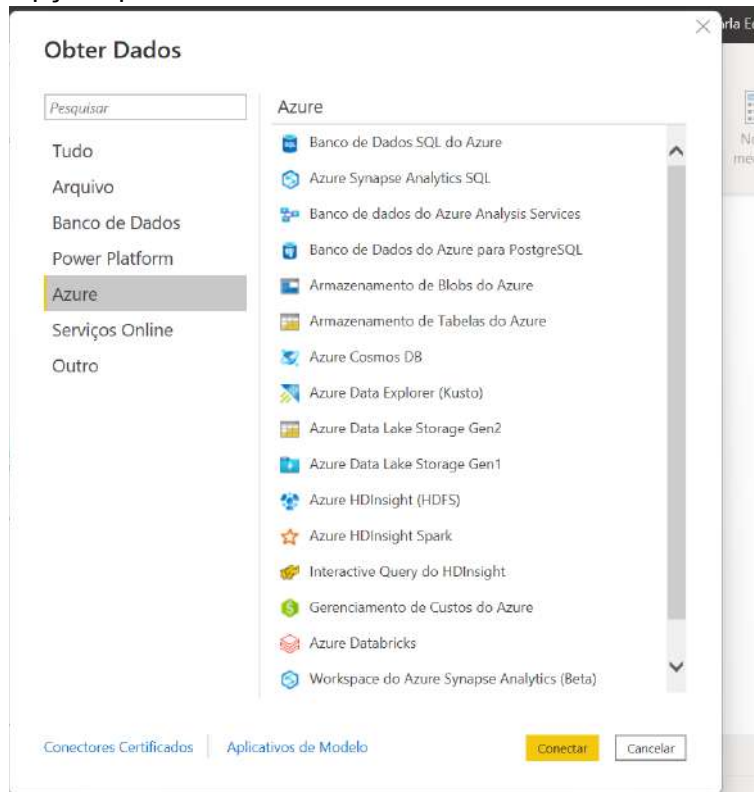 Obter Dados
Pesquisar
Tudo
Arquivo
Banco de Dados
Power Platform
Azure
Serviços Online
Outro
Azure
Banco de Dados SQL do Azure
Azure Synapse Analytics SQL
Banco de dados do Azure Analysis Services
Banco de Dados do Azure para PostgreSQL
Armazenamento de Blobs do Azure
Armazenamento de Tabelas do Azure
Azure Cosmos DB
Azure Data Explorer (Kusto)
Azure Data Lake Storage Gen2
Azure Data Lake Storage Gen1
Azure HDInsight (HDFS)
Azure HDInsight Spark
Interactive Query do HDInsight
Gerenciamento de Custos do Azure
Azure Databricks
Workspace do Azure Synapse Analytics (Beta)
Conectores Certificados
Aplicativos de Modelo
Conectar
Cancelar